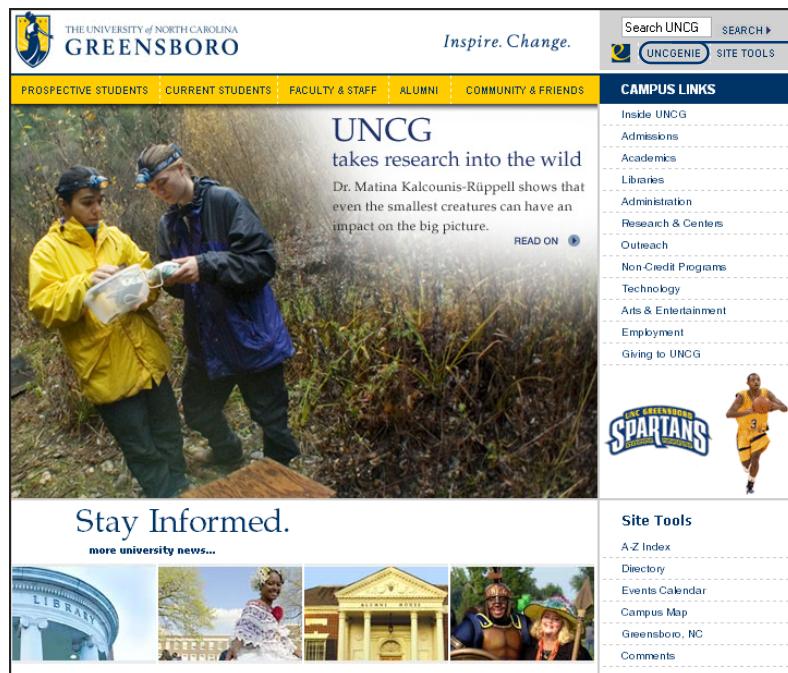 THE UNIVERSITY of NORTH CAROLINA
GREENSBORO
Inspire. Change.
Search UNCG
SEARCH
e
UNCGENIE
SITE TOOLS
PROSPECTIVE STUDENTS
CURRENT STUDENTS
FACULTY & STAFF
ALUMNI
COMMUNITY & FRIENDS
CAMPUS LINKS
Inside UNCG
Admissions
Academics
Libraries
Administration
Research & Centers
Outreach
Non-Credit Programs
Technology
Arts & Entertainment
Employment
Giving to UNCG
UNCG
takes research into the wild
Dr. Matina Kalcounis-Rüppell shows that
even the smallest creatures can have an
impact on the big picture.
READ ON
UNC GREENSBORO
SPARTANS
3
Stay Informed.
more university news...
LIBRARY
ALUMNI HOUSE
Site Tools
A-Z Index
Directory
Events Calendar
Campus Map
Greensboro, NC
Comments